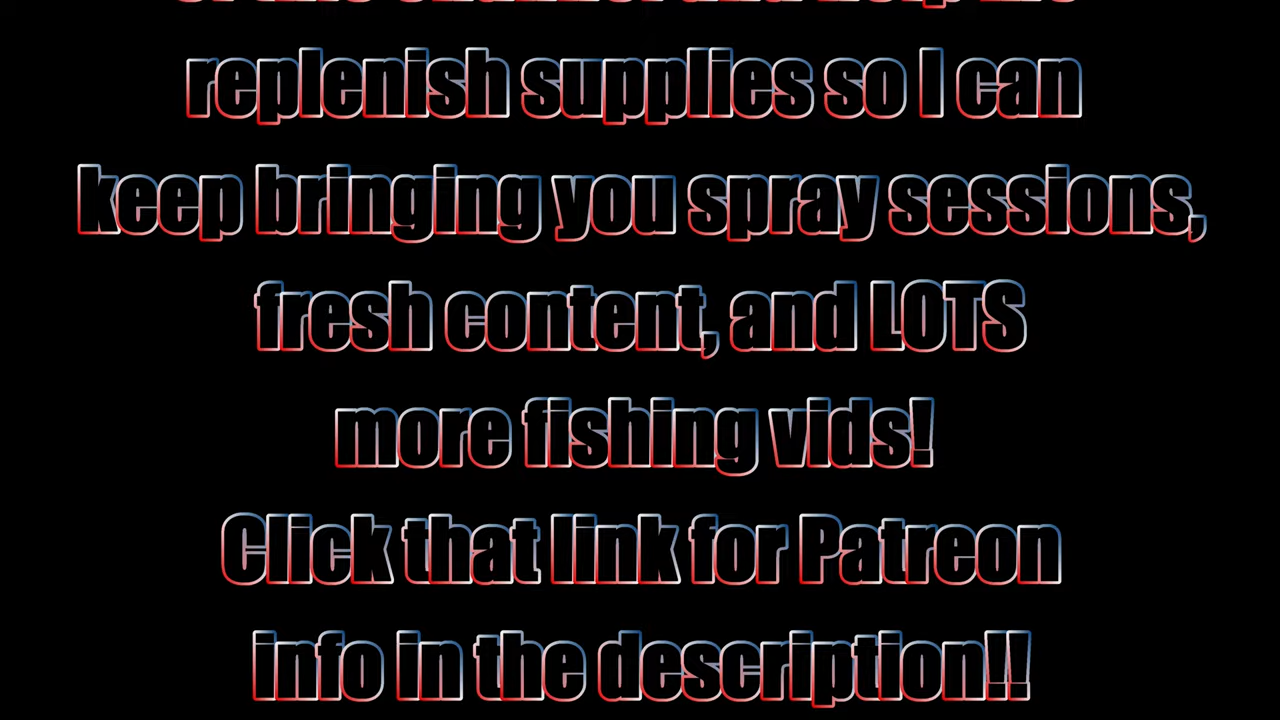 replenish supplies so I can
keep bringing you spray sessions,
fresh content, and LOTS
more fishing vids!
Click that link for Patreon
info in the description!!